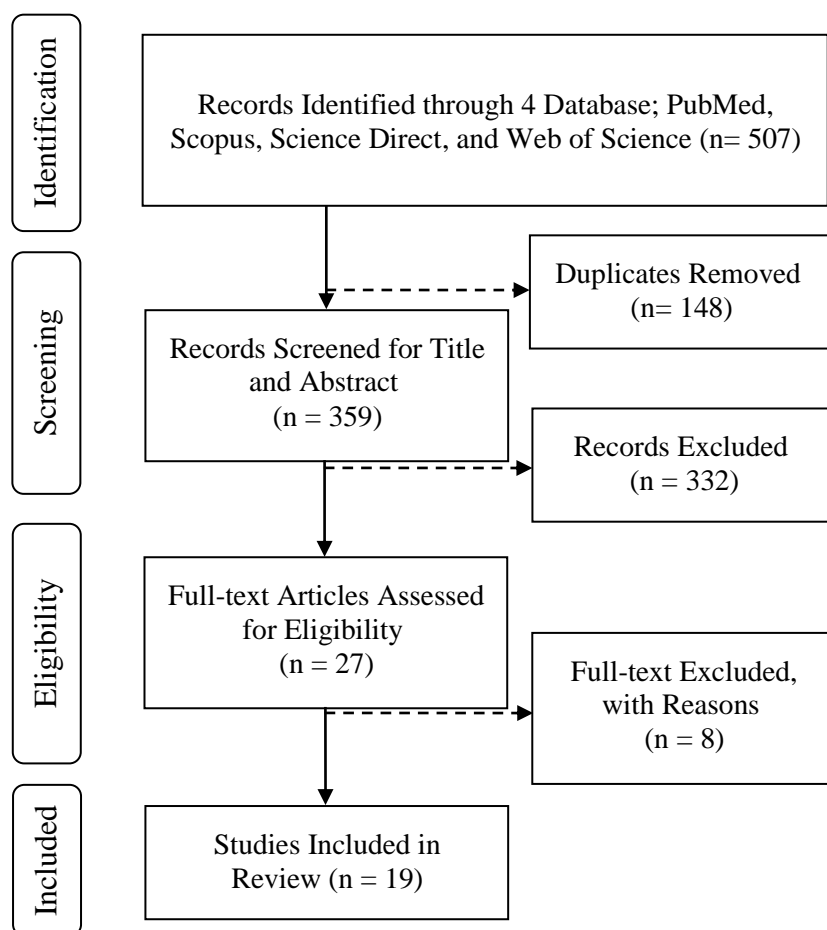 Identification
Records Identified through 4 Database; PubMed,
Scopus, Science Direct, and Web of Science (n= 507)
Screening
Duplicates Removed
(n= 148)
Records Screened for Title
and Abstract
(n = 359)
Records Excluded
(n = 332)
Eligibility
Full-text Articles Assessed
for Eligibility
(n = 27)
Full-text Excluded,
with Reasons
(n = 8)
Included
Studies Included in
Review (n = 19)